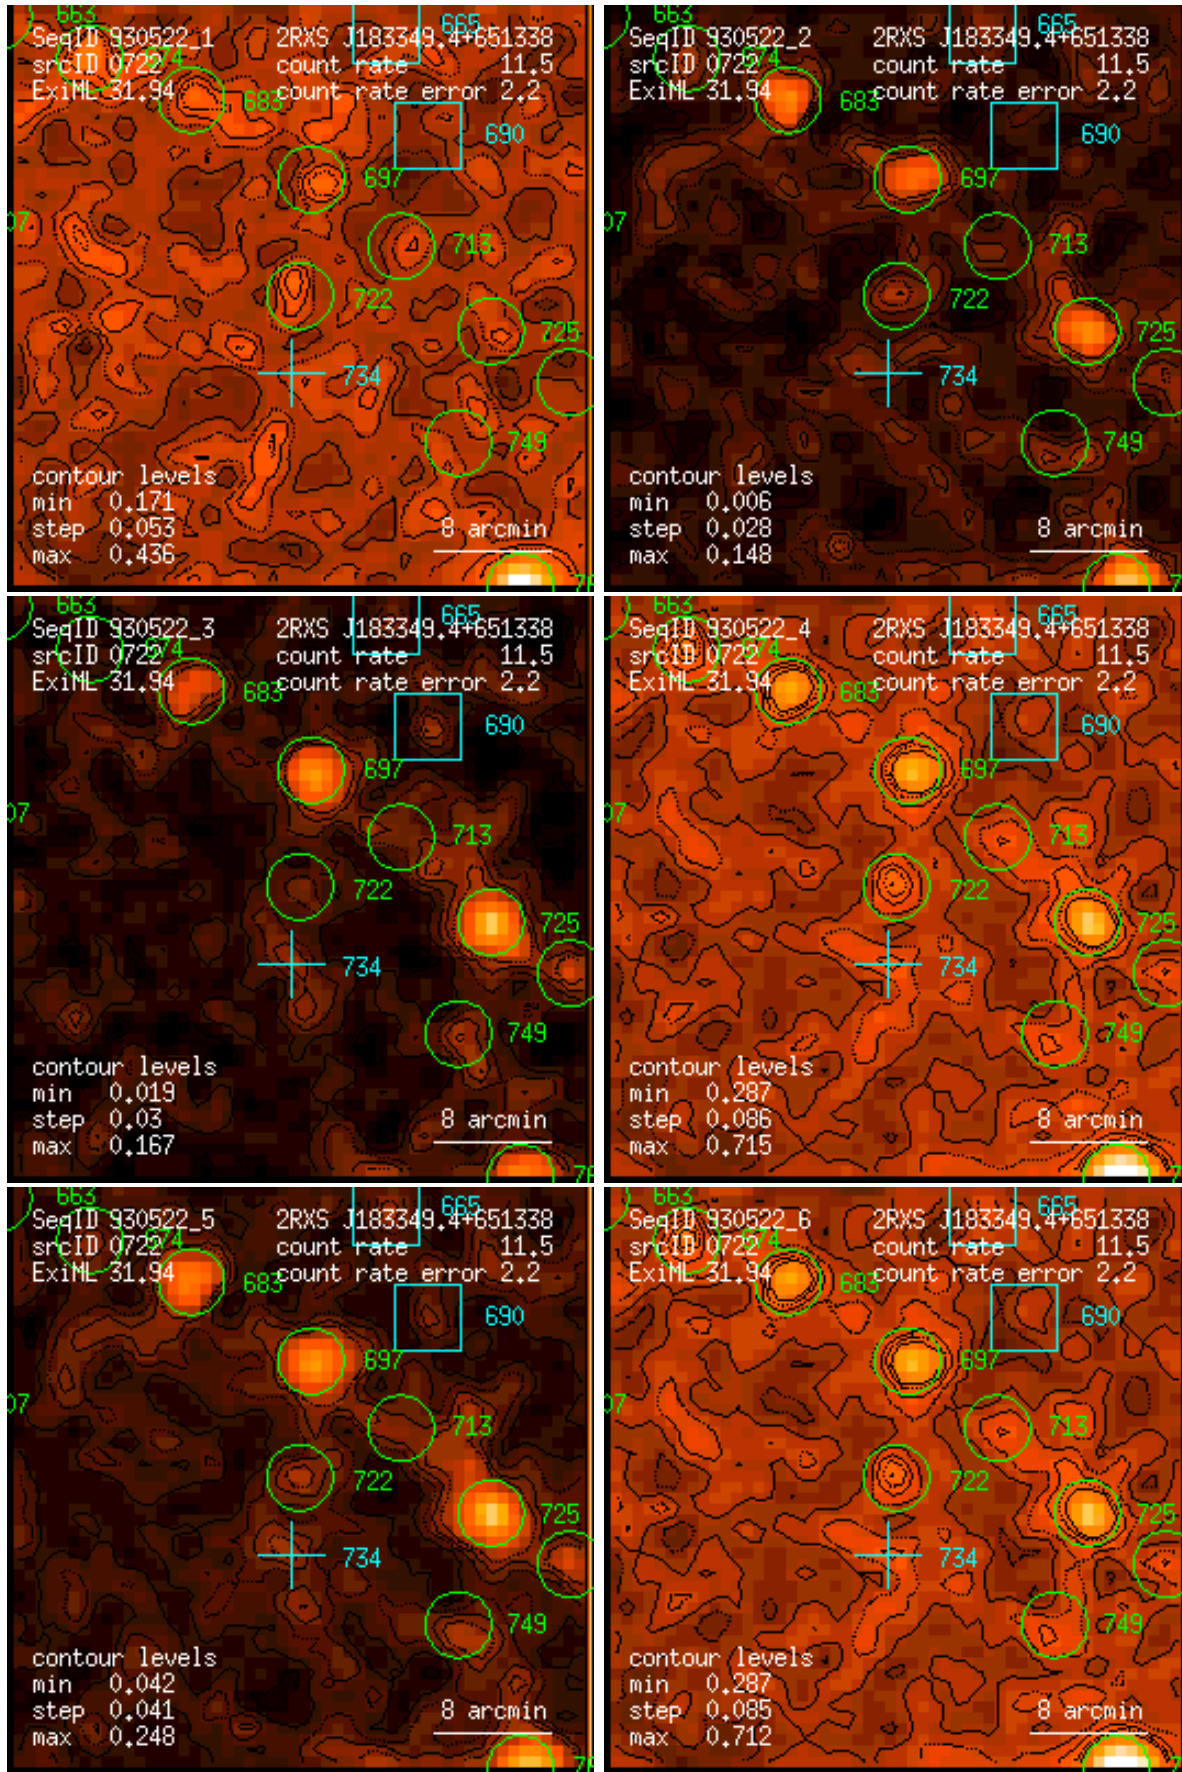 663
665
SeqID 930522_1 2RXS J183349.4+651338
srcID 0722 674 count rate 11.5
ExiML 31.94 683 count rate error 2.2
690
697
07
713
722
725
734
749
contour levels
min 0.171
step 0.053
max 0.436
8 arcmin
663
665
SeqID 930522_2 2RXS J183349.4+651338
srcID 0722 674 count rate 11.5
ExiML 31.94 683 count rate error 2.2
690
697
07
713
722
725
734
749
contour levels
min 0.006
step 0.028
max 0.148
8 arcmin
663
665
SeqID 930522_3 2RXS J183349.4+651338
srcID 0722 674 count rate 11.5
ExiML 31.94 683 count rate error 2.2
690
697
07
713
722
725
734
749
contour levels
min 0.019
step 0.03
max 0.167
8 arcmin
663
665
SeqID 930522_4 2RXS J183349.4+651338
srcID 0722 674 count rate 11.5
ExiML 31.94 683 count rate error 2.2
690
697
07
713
722
725
734
749
contour levels
min 0.287
step 0.086
max 0.715
8 arcmin
663
665
SeqID 930522_5 2RXS J183349.4+651338
srcID 0722 674 count rate 11.5
ExiML 31.94 683 count rate error 2.2
690
697
07
713
722
725
734
749
contour levels
min 0.042
step 0.041
max 0.248
8 arcmin
663
665
SeqID 930522_6 2RXS J183349.4+651338
srcID 0722 674 count rate 11.5
ExiML 31.94 683 count rate error 2.2
690
697
07
713
722
725
734
749
contour levels
min 0.287
step 0.085
max 0.712
8 arcmin